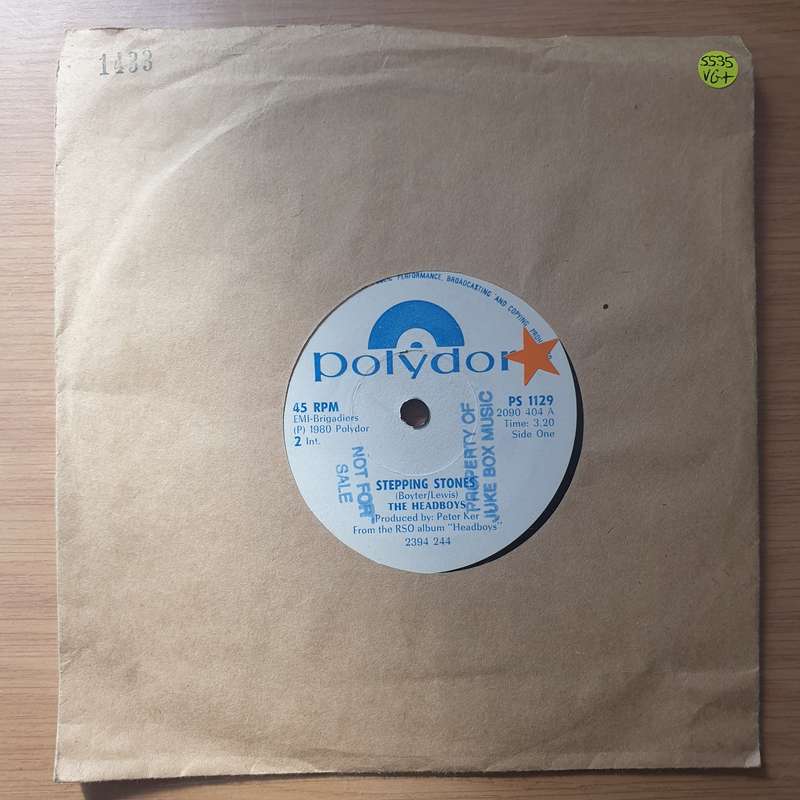 1433
5535
VG+
PERFORMANCE, BROADCASTING AND COPYING
polydor
45 RPM
EMI-Brigadiers
(P) 1980 Polydor
2 Int.
PS 1129
2090 404 A
Time: 3.20
Side One
NOT FOR
SALE
PROPERTY OF
JUKE BOX MUSIC
STEPPING STONES
(Boyter/Lewis)
THE HEADBOYS
Produced by: Peter Ker
From the RSO album "Headboys"
2394 244